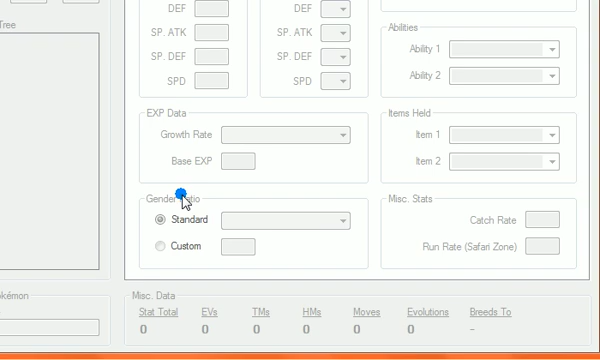 DEF DEF
Tree
Abilities
SP. ATK SP. ATK
Ability 1
SP. DEF SP. DEF
Ability 2
SPD SPD
EXP Data Items Held
Growth Rate Item 1
Base EXP Item 2
Gender Ratio Misc. Stats
Standard Catch Rate
Custom Run Rate (Safari Zone)
okémon Misc. Data
Stat Total EVs TMs HMs Moves Evolutions Breeds To
0 0 0 0 0 0 -